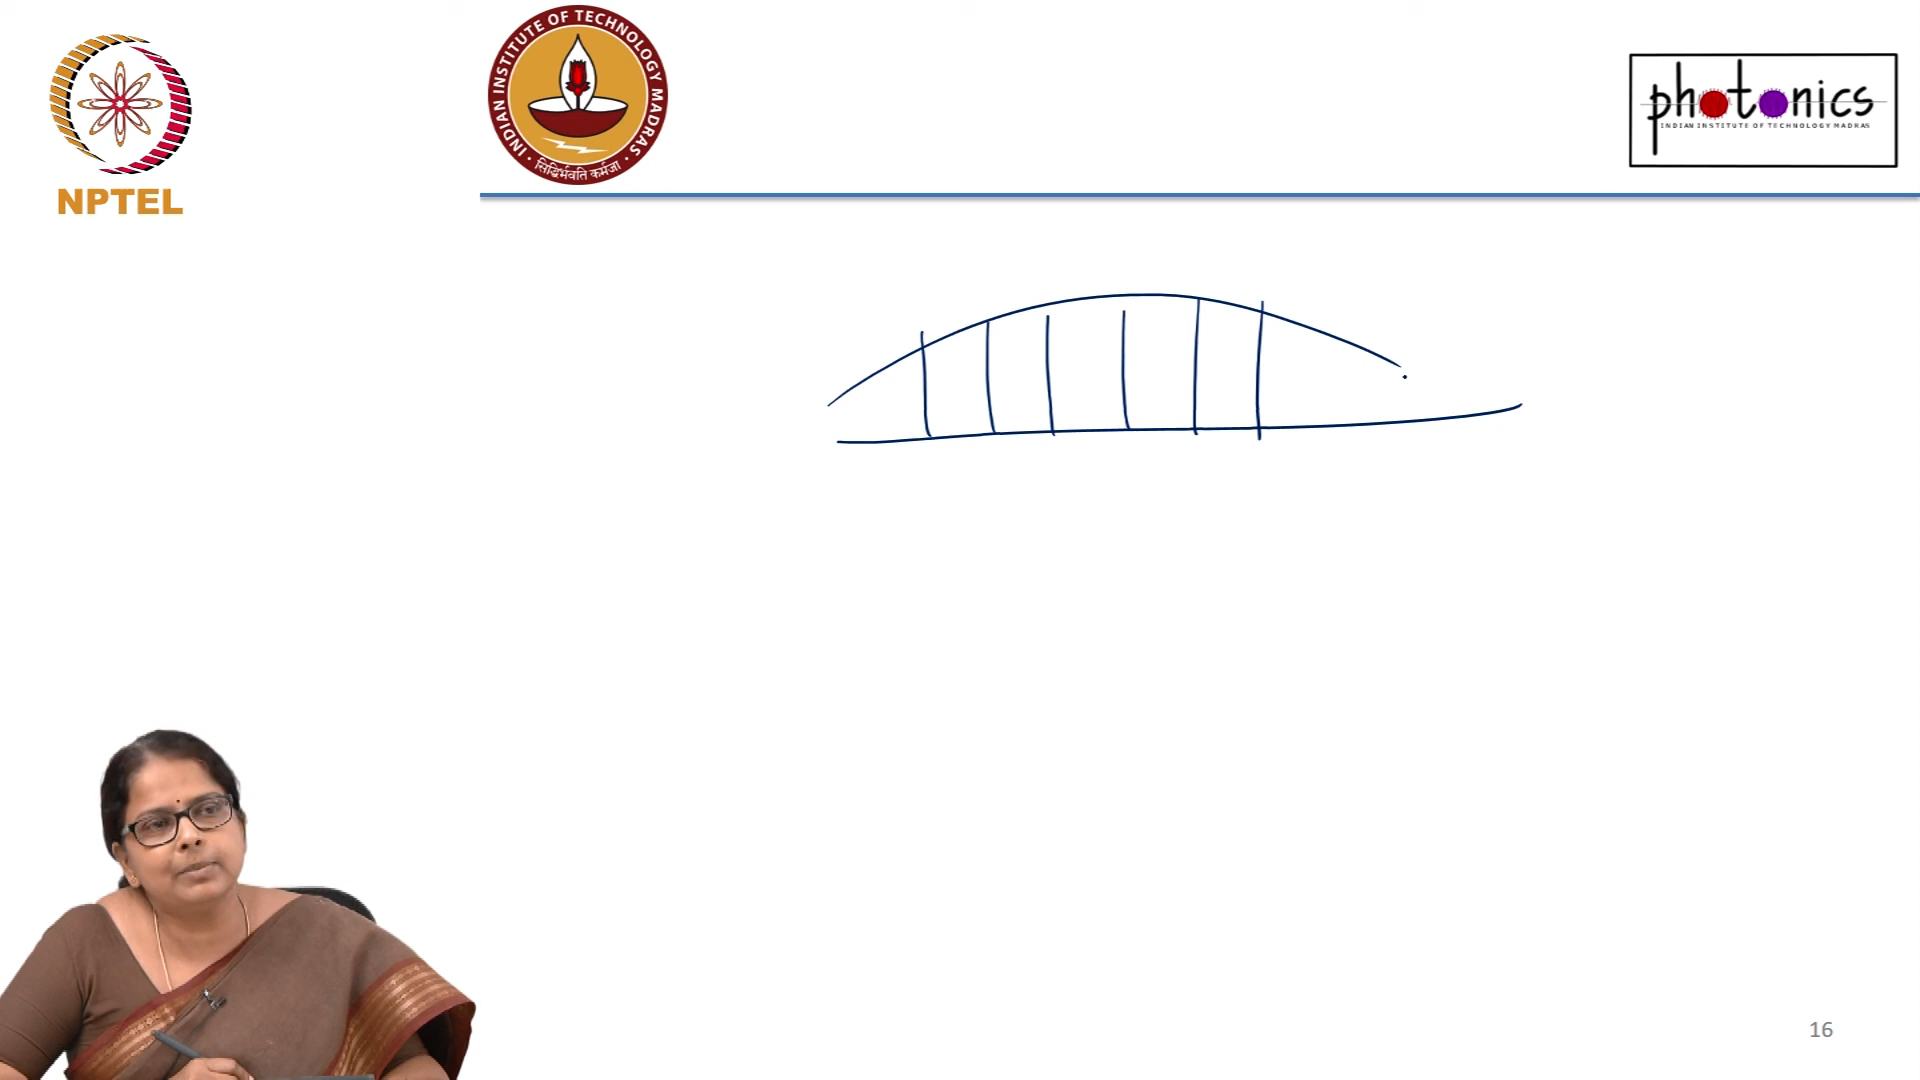 INDIAN INSTITUTE OF TECHNOLOGY MADRAS
सिद्धिर्भवति कर्मजा
NPTEL
photonics
INDIAN INSTITUTE OF TECHNOLOGY MADRAS
16